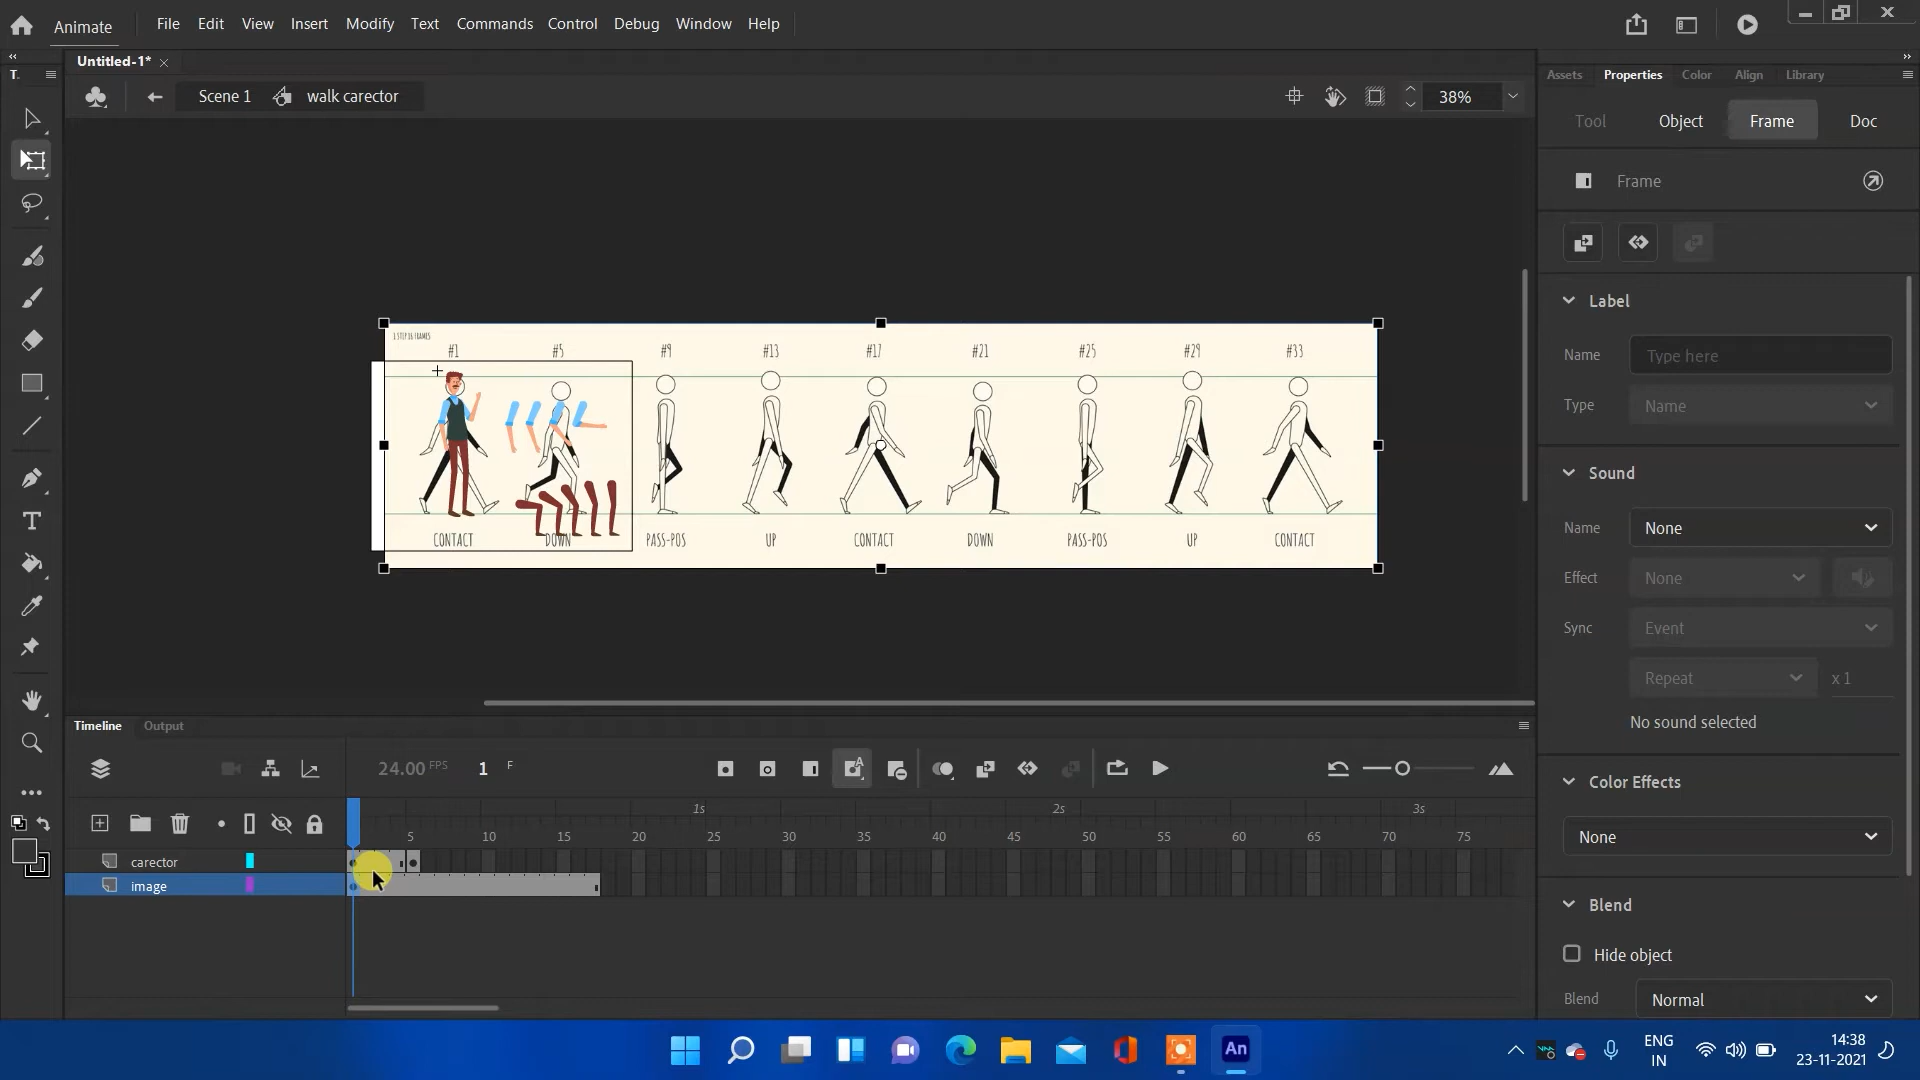 Animate
File Edit View Insert Modify Text Commands Control Debug Window Help
Untitled-1*
T.
Assets Properties Color Align Library
Scene 1 walk carector
38%
Tool Object Frame Doc
Frame
Label
Name Type here
Type Name
Sound
Name None
Effect None
Sync Event
Repeat x 1
No sound selected
Color Effects
None
Blend
Hide object
Blend Normal
1 STEP 16 FRAMES
#1 #5 #9 #13 #17 #21 #25 #29 #33
CONTACT DOWN PASS-POS UP CONTACT DOWN PASS-POS UP CONTACT
Timeline Output
24.00 FPS 1 F
1s 2s 3s
5 10 15 20 25 30 35 40 45 50 55 60 65 70 75
carector
image
An
ENG
IN
14:38
23-11-2021